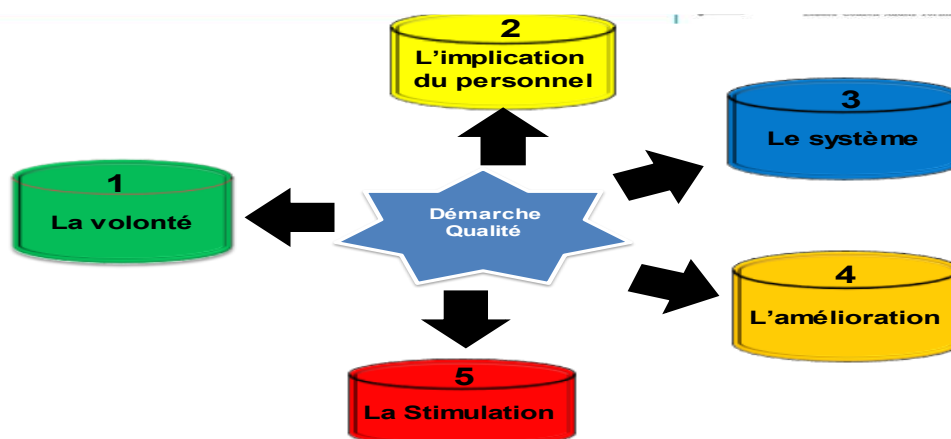 1
La volonté
2
L'implication
du personnel
3
Le système
4
L'amélioration
5
La Stimulation
Démarche
Qualité